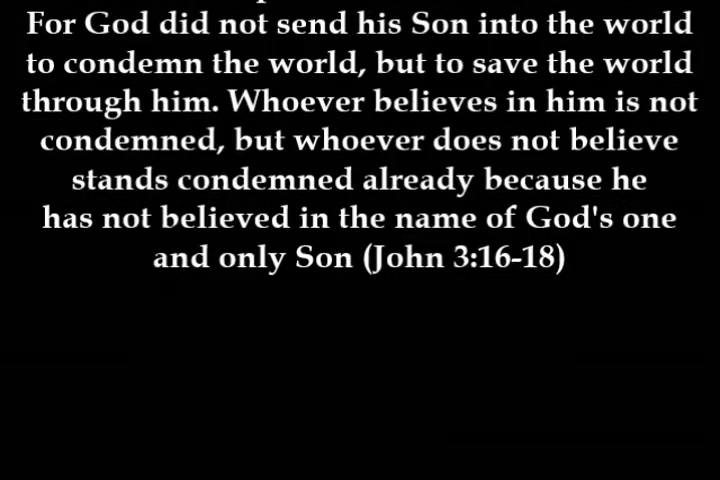 For God did not send his Son into the world
to condemn the world, but to save the world
through him. Whoever believes in him is not
condemned, but whoever does not believe
stands condemned already because he
has not believed in the name of God's one
and only Son (John 3:16-18)